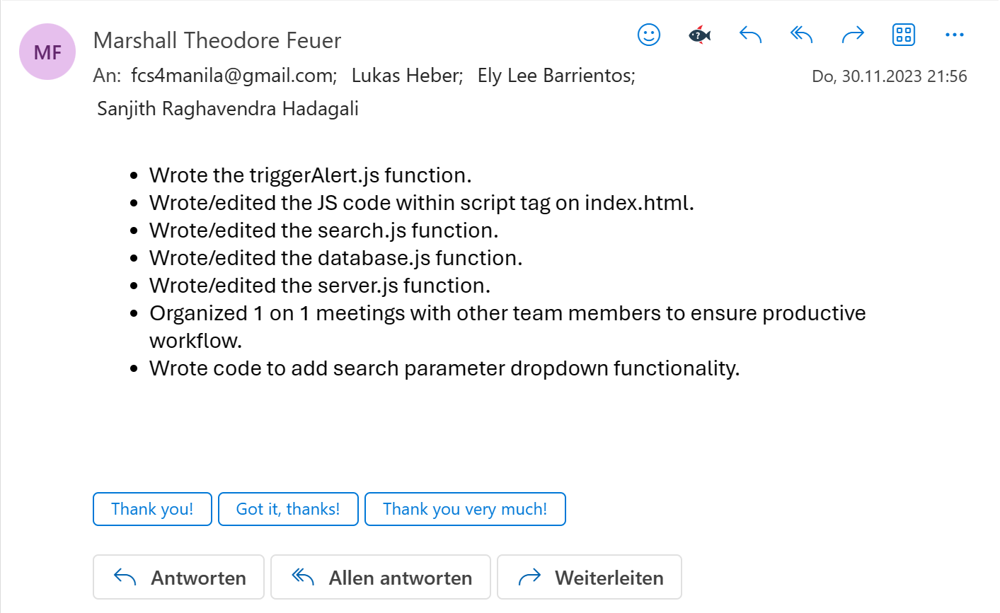 MF
Marshall Theodore Feuer
An: fcs4manila@gmail.com; Lukas Heber; Ely Lee Barrientos;
Sanjith Raghavendra Hadagali
Do, 30.11.2023 21:56
• Wrote the triggerAlert.js function.
• Wrote/edited the JS code within script tag on index.html.
• Wrote/edited the search.js function.
• Wrote/edited the database.js function.
• Wrote/edited the server.js function.
• Organized 1 on 1 meetings with other team members to ensure productive
workflow.
• Wrote code to add search parameter dropdown functionality.
Thank you! Got it, thanks! Thank you very much!
Antworten Allen antworten Weiterleiten